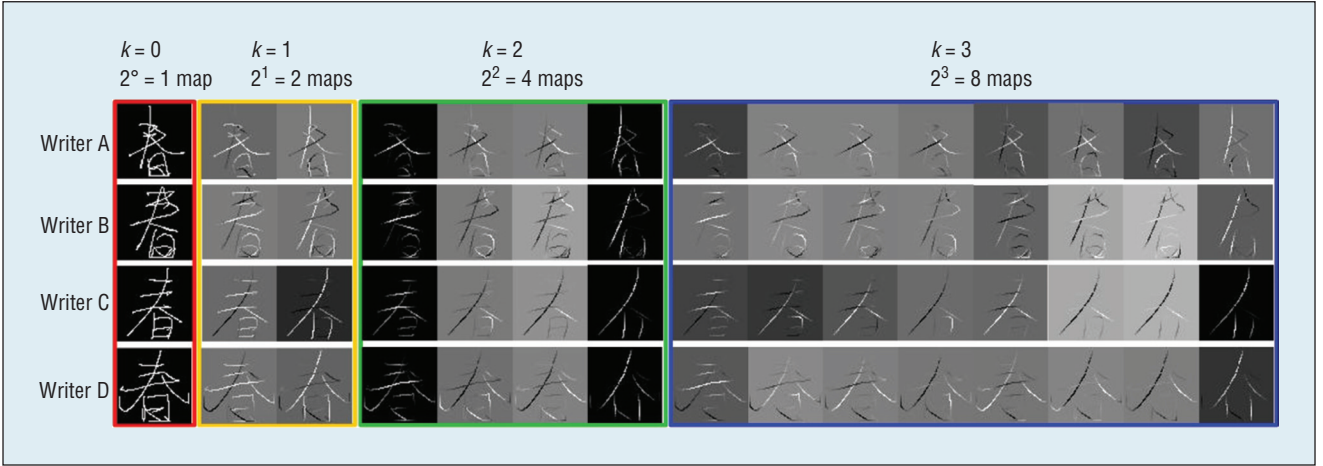 k = 0
2° = 1 map
k = 1
2¹ = 2 maps
k = 2
2² = 4 maps
k = 3
2³ = 8 maps
Writer A
春
Writer B
春
Writer C
春
Writer D
春